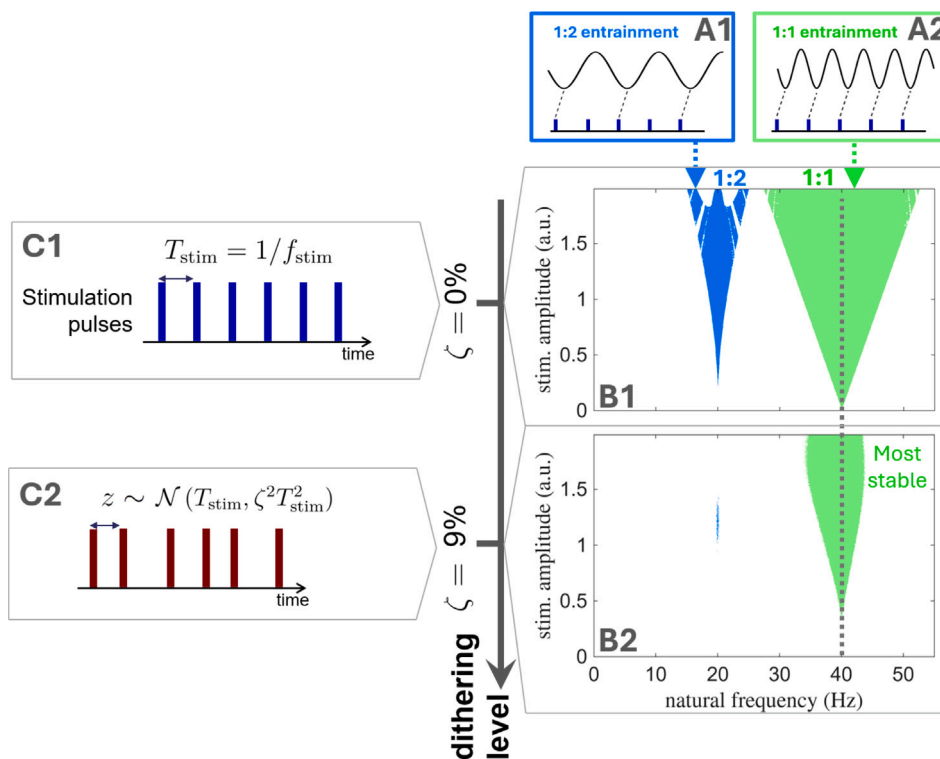 1:2 entrainment A1
1:1 entrainment A2
1:2
1:1
C1
T_stim = 1/f_stim
Stimulation
pulses
time
ζ = 0%
stim. amplitude (a.u.)
1.5
1
0.5
0
B1
C2
z ∼ 𝒩 (T_stim, ζ²T²_stim)
time
ζ = 9%
stim. amplitude (a.u.)
1.5
1
0.5
0
Most
stable
B2
0 10 20 30 40 50
natural frequency (Hz)
dithering
level